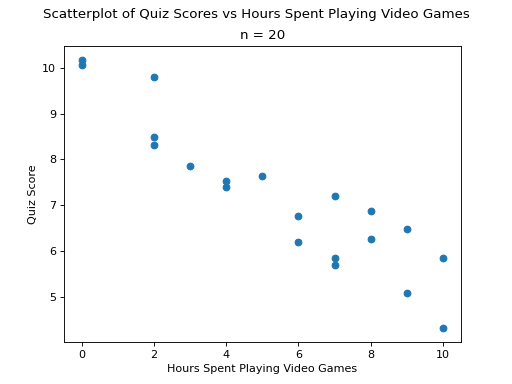 Scatterplot of Quiz Scores vs Hours Spent Playing Video Games
n = 20
10
9
8
7
6
5
Quiz Score
0 2 4 6 8 10
Hours Spent Playing Video Games